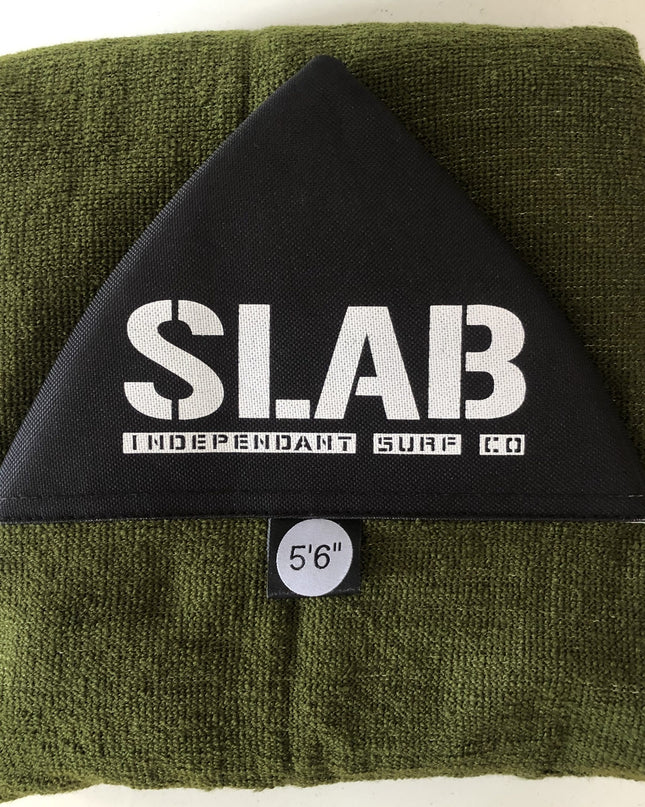 SLAB
INDEPENDANT SURF CO
5'6"